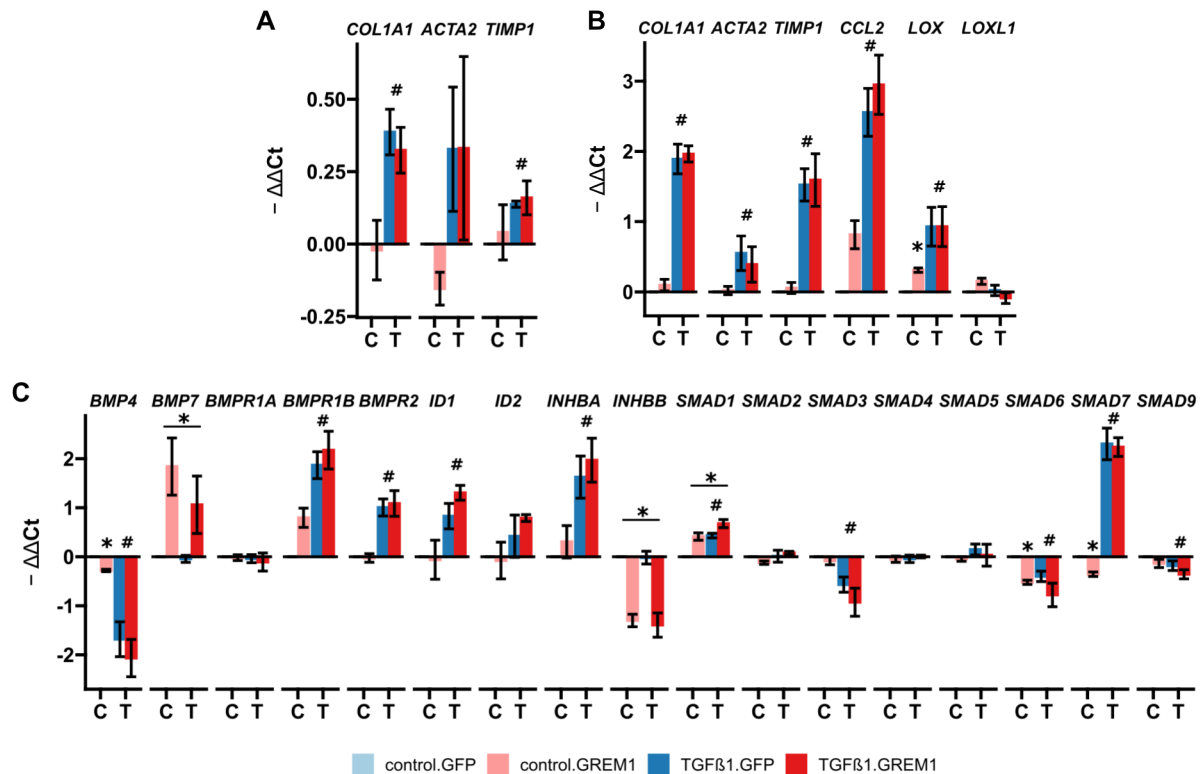 A
COL1A1 ACTA2 TIMP1
0.50
0.25
0.00
-0.25
– ΔΔCt
# #
C T C T C T
B
COL1A1 ACTA2 TIMP1 CCL2 LOX LOXL1
3
2
1
0
– ΔΔCt
# # # # * #
C T C T C T C T C T C T
C
BMP4 BMP7 BMPR1A BMPR1B BMPR2 ID1 ID2 INHBA INHBB SMAD1 SMAD2 SMAD3 SMAD4 SMAD5 SMAD6 SMAD7 SMAD9
2
1
0
-1
-2
– ΔΔCt
* # * # # # # * * # # * # * # #
C T C T C T C T C T C T C T C T C T C T C T C T C T C T C T C T C T
control.GFP control.GREM1 TGFß1.GFP TGFß1.GREM1